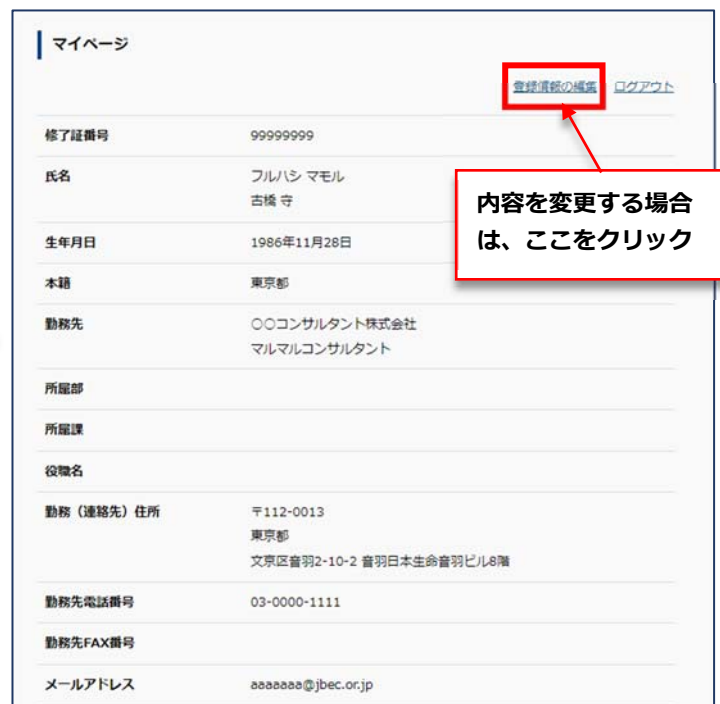 マイページ
登録情報の編集 ログアウト
修了証番号 99999999
氏名 フルハシ マモル
古橋 守
内容を変更する場合
は、ここをクリック
生年月日 1986年11月28日
本籍 東京都
勤務先 〇〇コンサルタント株式会社
マルマルコンサルタント
所属部
所属課
役職名
勤務（連絡先）住所 〒112-0013
東京都
文京区音羽2-10-2 音羽日本生命音羽ビル8階
勤務先電話番号 03-0000-1111
勤務先FAX番号
メールアドレス aaaaaaa@jbec.or.jp